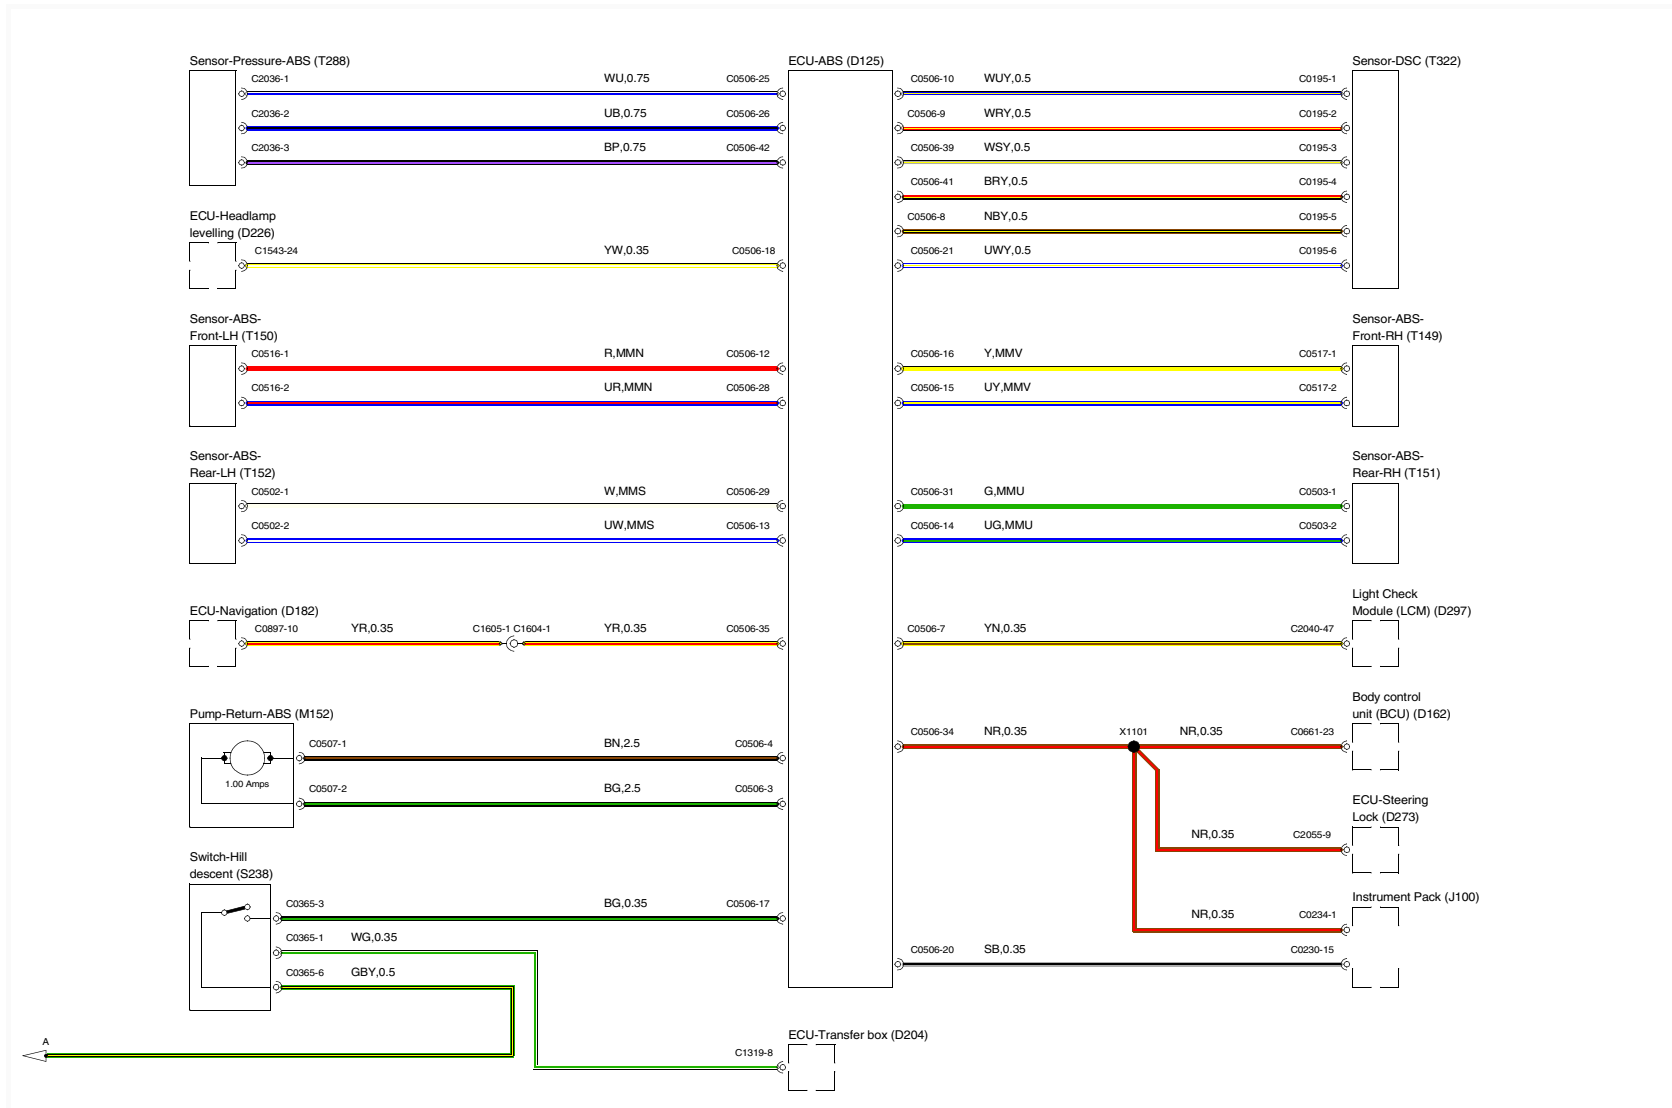 Sensor-Pressure-ABS (T288)
ECU-ABS (D125)
Sensor-DSC (T322)
C2036-1 WU,0.75 C0506-25
C0506-10 WUY,0.5 C0195-1
C2036-2 UB,0.75 C0506-26
C0506-9 WRY,0.5 C0195-2
C2036-3 BP,0.75 C0506-42
C0506-39 WSY,0.5 C0195-3
C0506-41 BRY,0.5 C0195-4
ECU-Headlamp
levelling (D226)
C0506-8 NBY,0.5 C0195-5
C1543-24 YW,0.35 C0506-18
C0506-21 UWY,0.5 C0195-6
Sensor-ABS-
Front-LH (T150)
Sensor-ABS-
Front-RH (T149)
C0516-1 R,MMN C0506-12
C0506-16 Y,MMV C0517-1
C0516-2 UR,MMN C0506-28
C0506-15 UY,MMV C0517-2
Sensor-ABS-
Rear-LH (T152)
Sensor-ABS-
Rear-RH (T151)
C0502-1 W,MMS C0506-29
C0506-31 G,MMU C0503-1
C0502-2 UW,MMS C0506-13
C0506-14 UG,MMU C0503-2
ECU-Navigation (D182)
Light Check
Module (LCM) (D297)
C0897-10 YR,0.35 C1605-1 C1604-1 YR,0.35 C0506-35
C0506-7 YN,0.35 C2040-47
Pump-Return-ABS (M152)
Body control
unit (BCU) (D162)
C0507-1 BN,2.5 C0506-4
C0506-34 NR,0.35 X1101 NR,0.35 C0661-23
1.00 Amps
C0507-2 BG,2.5 C0506-3
ECU-Steering
Lock (D273)
NR,0.35 C2055-9
Switch-Hill
descent (S238)
Instrument Pack (J100)
C0365-3 BG,0.35 C0506-17
NR,0.35 C0234-1
C0365-1 WG,0.35
C0506-20 SB,0.35 C0230-15
C0365-6 GBY,0.5
A
ECU-Transfer box (D204)
C1319-8